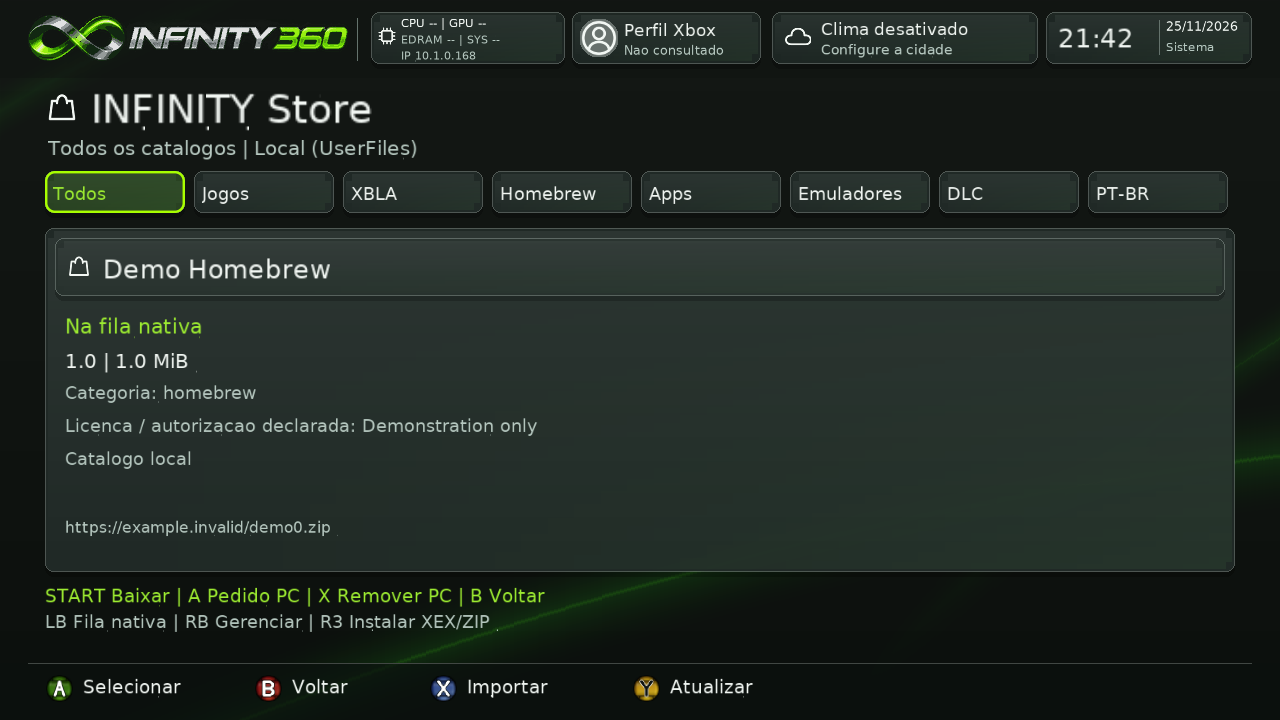 INFINITY 360
CPU -- | GPU --
EDRAM -- | SYS --
IP 10.1.0.168
Perfil Xbox
Nao consultado
Clima desativado
Configure a cidade
21:42
25/11/2026
Sistema
INFINITY Store
Todos os catalogos | Local (UserFiles)
Todos
Jogos
XBLA
Homebrew
Apps
Emuladores
DLC
PT-BR
Demo Homebrew
Na fila nativa
1.0 | 1.0 MiB
Categoria: homebrew
Licenca / autorizacao declarada: Demonstration only
Catalogo local
https://example.invalid/demo0.zip
START Baixar | A Pedido PC | X Remover PC | B Voltar
LB Fila nativa | RB Gerenciar | R3 Instalar XEX/ZIP
A Selecionar
B Voltar
X Importar
Y Atualizar